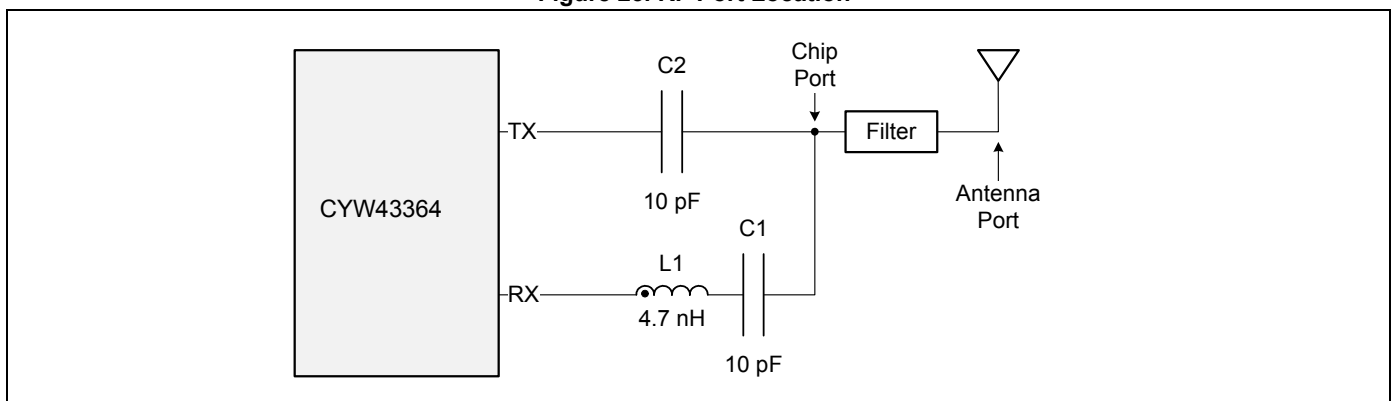 C2
Chip
Port
TX
Filter
10 pF
CYW43364
Antenna
Port
C1
L1
RX
4.7 nH
10 pF